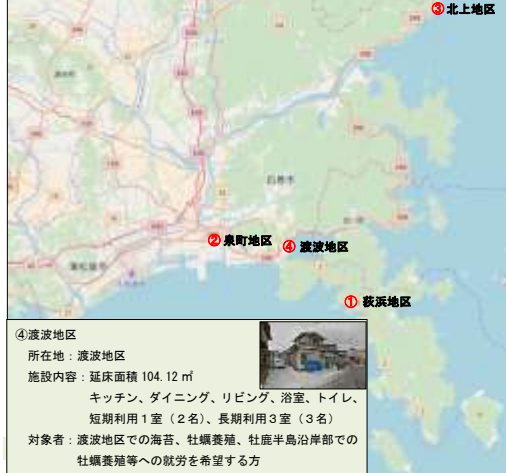 ③北上地区
石巻市
②泉町地区
④渡波地区
東松島市
①荻浜地区
④渡波地区
所在地：渡波地区
施設内容：延床面積 104.12 ㎡
キッチン、ダイニング、リビング、浴室、トイレ、
短期利用１室（２名）、長期利用３室（３名）
対象者：渡波地区での海苔、牡蠣養殖、牡鹿半島沿岸部での
牡蠣養殖等への就労を希望する方